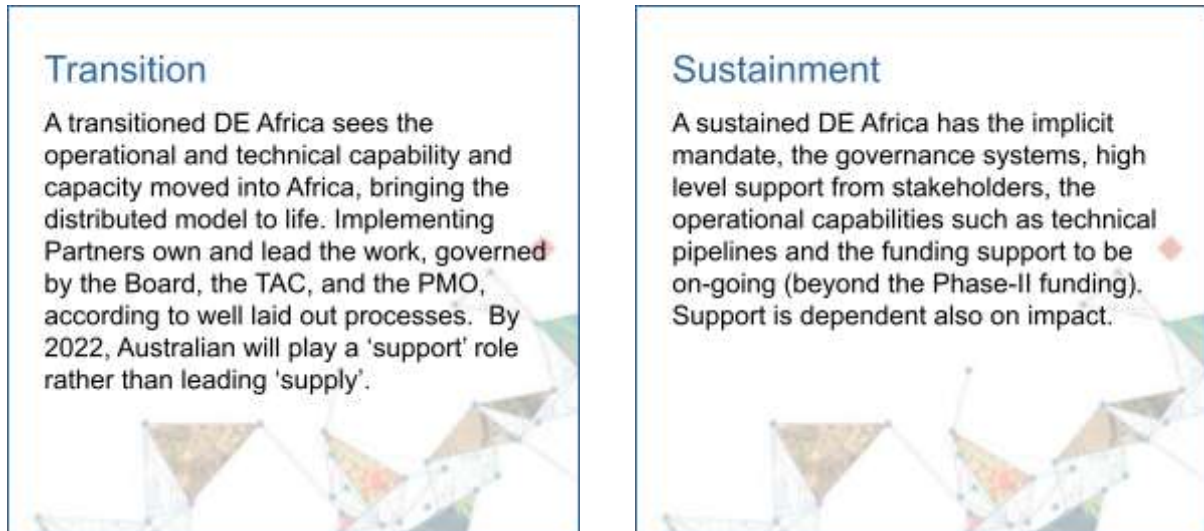 Transition
A transitioned DE Africa sees the
operational and technical capability and
capacity moved into Africa, bringing the
distributed model to life. Implementing
Partners own and lead the work, governed
by the Board, the TAC, and the PMO,
according to well laid out processes.  By
2022, Australian will play a ‘support’ role
rather than leading ‘supply’.
Sustainment
A sustained DE Africa has the implicit
mandate, the governance systems, high
level support from stakeholders, the
operational capabilities such as technical
pipelines and the funding support to be
on-going (beyond the Phase-II funding).
Support is dependent also on impact.